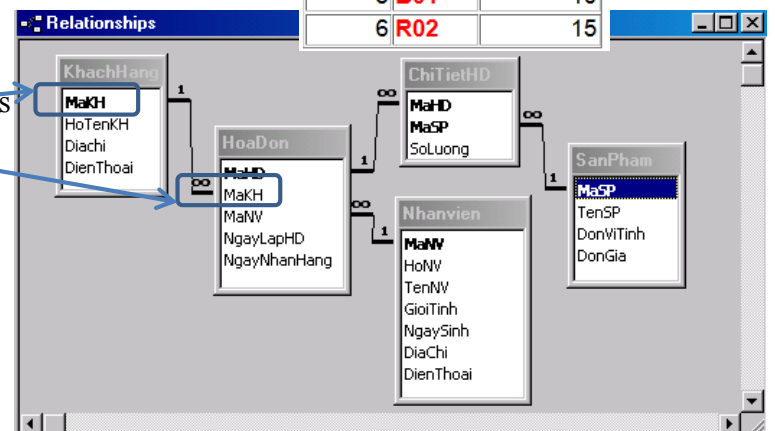 6 R02 15
Relationships
s
KhachHang
MaKH
HoTenKH
Diachi
DienThoai
1
∞
HoaDon
MaHD
MaKH
MaNV
NgayLapHD
NgayNhanHang
1
∞
∞
1
ChiTietHD
MaHD
MaSP
SoLuong
∞
1
Nhanvien
MaNV
HoNV
TenNV
GioiTinh
NgaySinh
DiaChi
DienThoai
SanPham
MaSP
TenSP
DonViTinh
DonGia